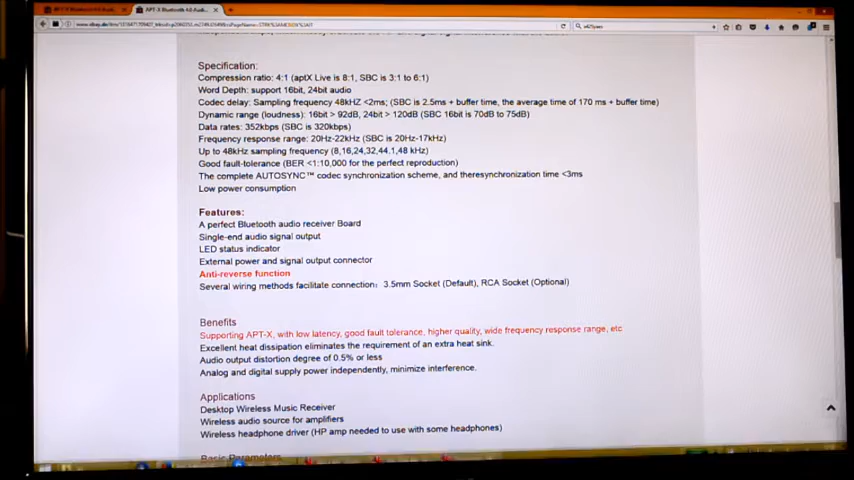 APT-X Bluetooth 4.0 Audi...
Specification:
Compression ratio: 4:1 (aptX Live is 8:1, SBC is 3:1 to 6:1)
Word Depth: support 16bit, 24bit audio
Codec delay: Sampling frequency 48kHZ <2ms; (SBC is 2.5ms + buffer time, the average time of 170 ms + buffer time)
Dynamic range (loudness): 16bit > 92dB, 24bit > 120dB (SBC 16bit is 70dB to 75dB)
Data rates: 352kbps (SBC is 320kbps)
Frequency response range: 20Hz-22kHz (SBC is 20Hz-17kHz)
Up to 48kHz sampling frequency (8,16,24,32,44.1,48 kHz)
Good fault-tolerance (BER <1:10,000 for the perfect reproduction)
The complete AUTOSYNC™ codec synchronization scheme, and theresynchronization time <3ms
Low power consumption
Features:
A perfect Bluetooth audio receiver Board
Single-end audio signal output
LED status indicator
External power and signal output connector
Anti-reverse function
Several wiring methods facilitate connection: 3.5mm Socket (Default), RCA Socket (Optional)
Benefits
Supporting APT-X, with low latency, good fault tolerance, higher quality, wide frequency response range, etc
Excellent heat dissipation eliminates the requirement of an extra heat sink.
Audio output distortion degree of 0.5% or less
Analog and digital supply power independently, minimize interference.
Applications
Desktop Wireless Music Receiver
Wireless audio source for amplifiers
Wireless headphone driver (HP amp needed to use with some headphones)
Basic Parameters